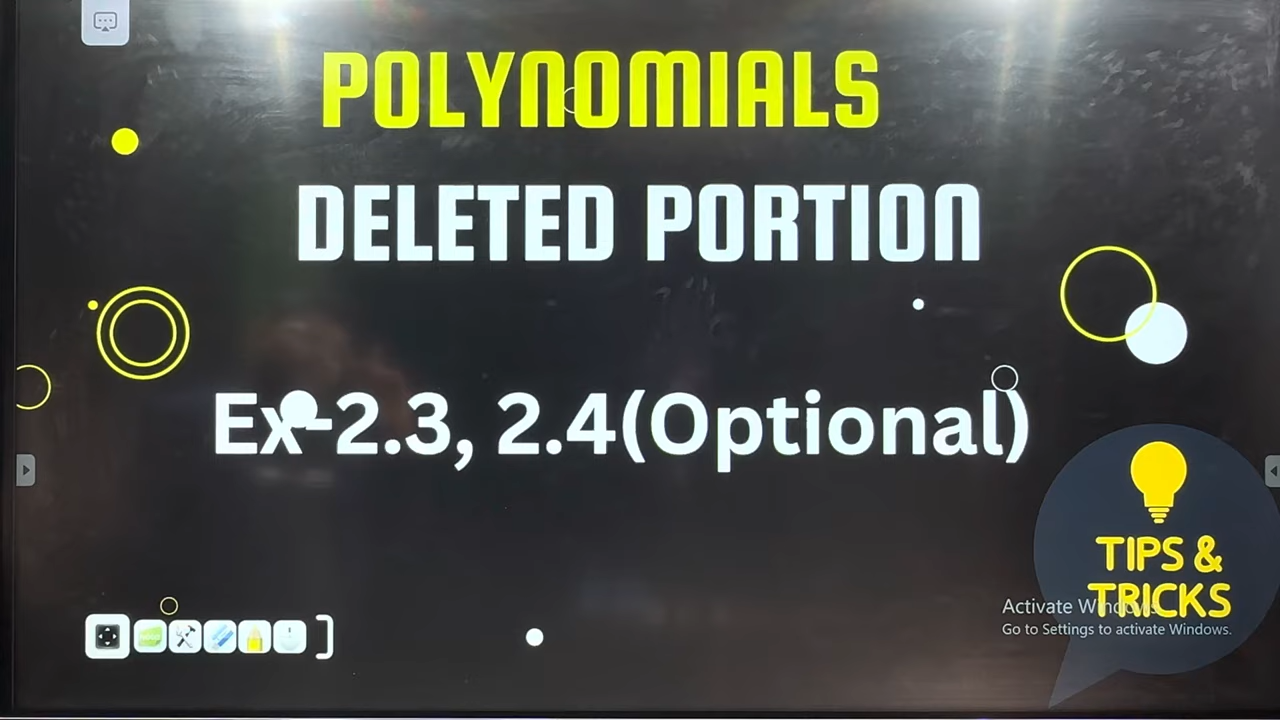 POLYNOMIALS
DELETED PORTION
Ex-2.3, 2.4(Optional)
TIPS &
TRICKS
Activate Windows
Go to Settings to activate Windows.